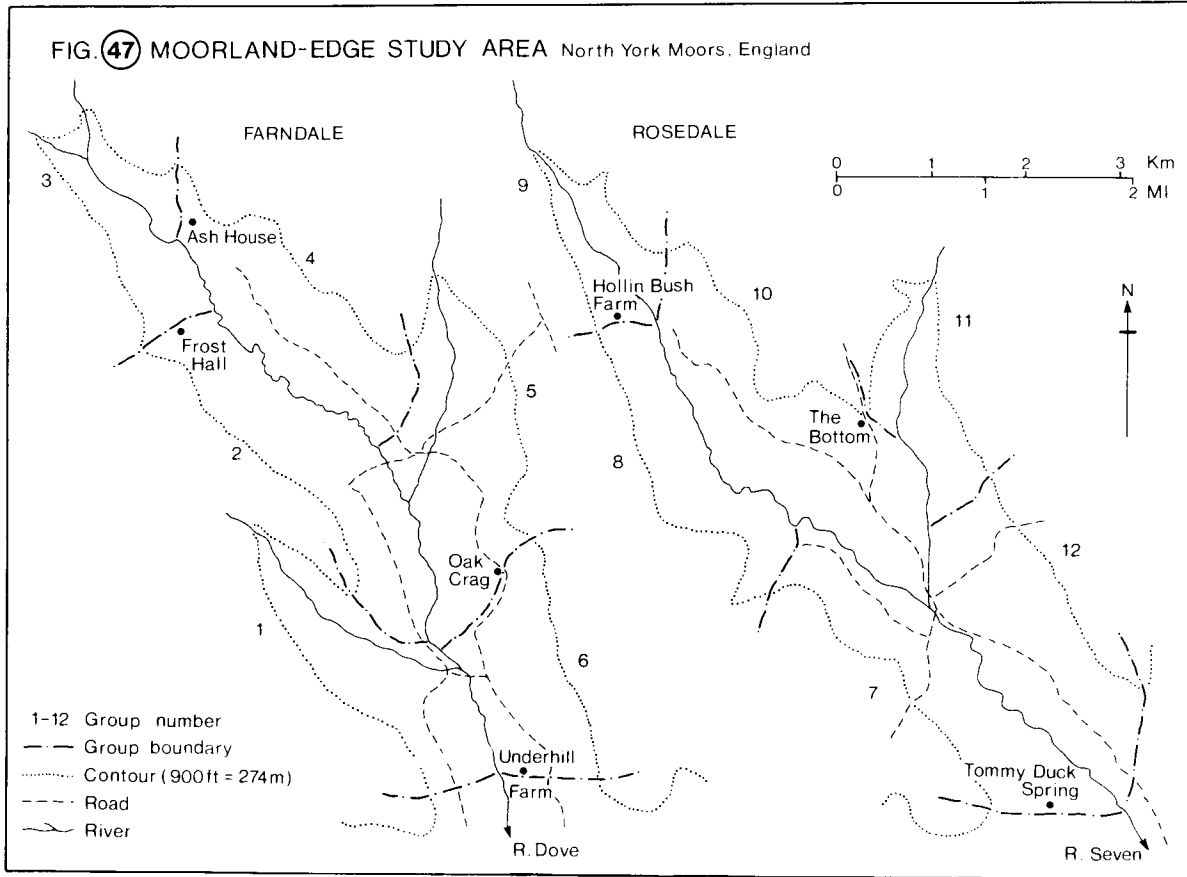 FIG. 47 MOORLAND-EDGE STUDY AREA North York Moors, England
FARNDALE
ROSEDALE
0 1 2 3 Km
0 1 2 MI
3
9
Ash House
4
N
Hollin Bush
Farm
10
11
Frost
Hall
5
The
Bottom
2
8
Oak
Crag
12
1
6
7
1-12 Group number
Group boundary
Contour (900ft = 274m)
Road
River
Underhill
Farm
Tommy Duck
Spring
R. Dove
R. Seven